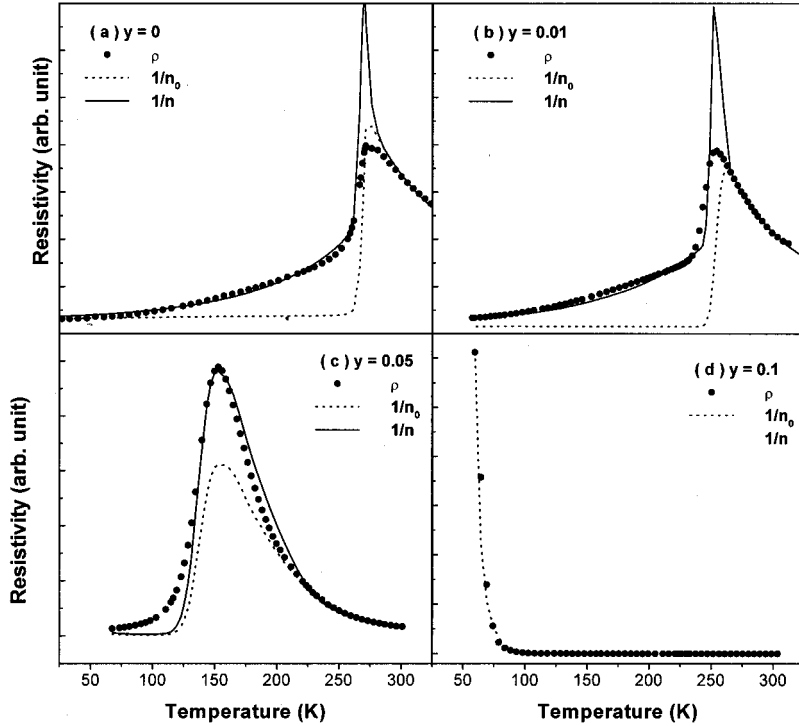 ( a ) y = 0
ρ
1/n₀
1/n
( b ) y = 0.01
ρ
1/n₀
1/n
Resistivity (arb. unit)
( c ) y = 0.05
ρ
1/n₀
1/n
( d ) y = 0.1
ρ
1/n₀
1/n
Resistivity (arb. unit)
50 100 150 200 250 300
50 100 150 200 250 300
Temperature (K)
Temperature (K)